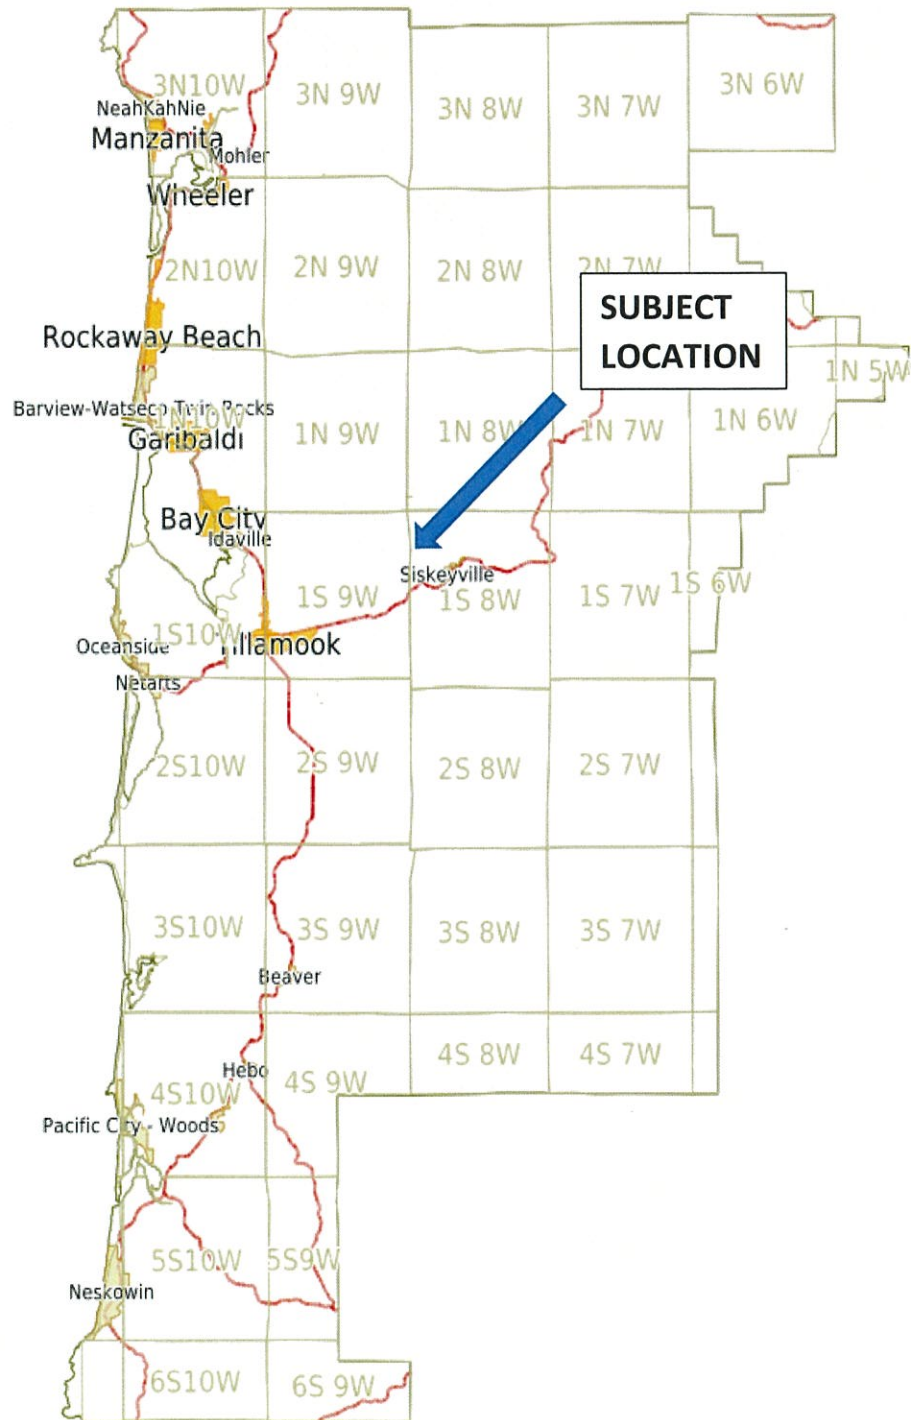 3N10W
3N 9W
3N 8W
3N 7W
3N 6W
NeahKahNie
Manzanita
Mohler
Wheeler
2N10W
2N 9W
2N 8W
2N 7W
SUBJECT
LOCATION
Rockaway Beach
1N 5W
Barview-Watseco Twin Rocks
1N10W
Garibaldi
1N 9W
1N 8W
1N 7W
1N 6W
Bay City
Idaville
Siskeyville
1S 9W
1S 8W
1S 7W
1S 6W
1S10W
Oceanside
Tillamook
Netarts
2S10W
2S 9W
2S 8W
2S 7W
3S10W
3S 9W
3S 8W
3S 7W
Beaver
4S 8W
4S 7W
Hebo
4S10W
4S 9W
Pacific City - Woods
5S10W
5S9W
Neskowin
6S10W
6S 9W